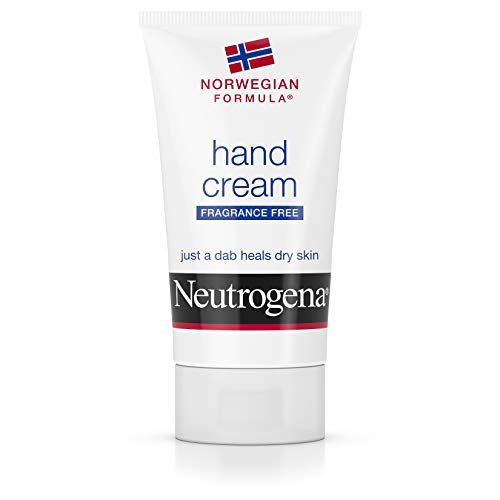 NORWEGIAN
FORMULA®
hand
cream
FRAGRANCE FREE
just a dab heals dry skin
Neutrogena®